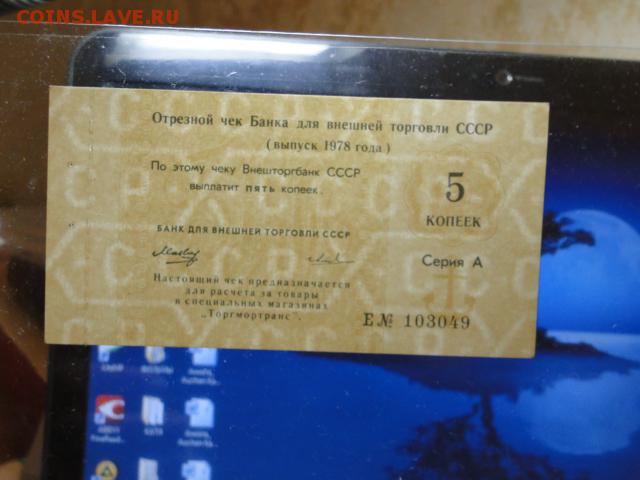 COINS.LAVE.RU
Отрезной чек Банка для внешней торговли СССР
(выпуск 1978 года)
По этому чеку Внешторгбанк СССР
выплатит пять копеек.
5
КОПЕЕК
БАНК ДЛЯ ВНЕШНЕЙ ТОРГОВЛИ СССР
Серия А
Настоящий чек предназначается
для расчета за товары
в специальных магазинах
„Торгмортранс".
Е№ 103049